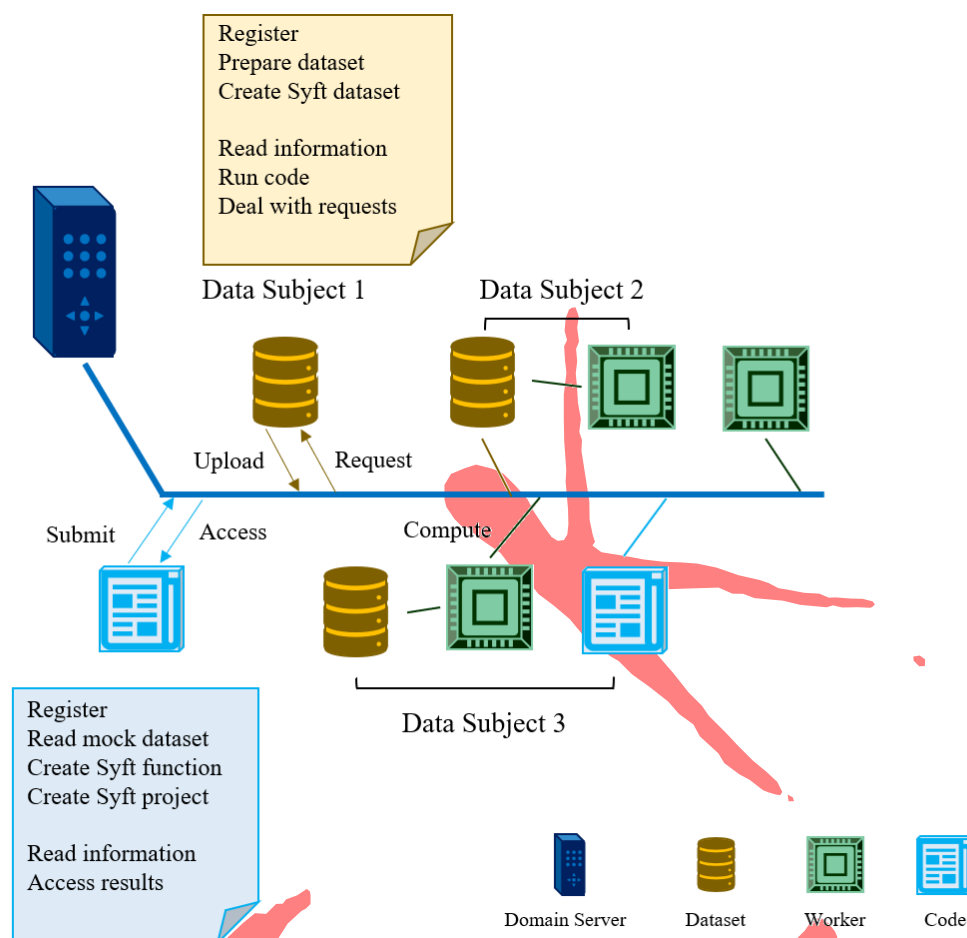 Register
Prepare dataset
Create Syft dataset
Read information
Run code
Deal with requests
Data Subject 1
Data Subject 2
Upload
Request
Submit
Access
Compute
Data Subject 3
Register
Read mock dataset
Create Syft function
Create Syft project
Read information
Access results
Domain Server
Dataset
Worker
Code